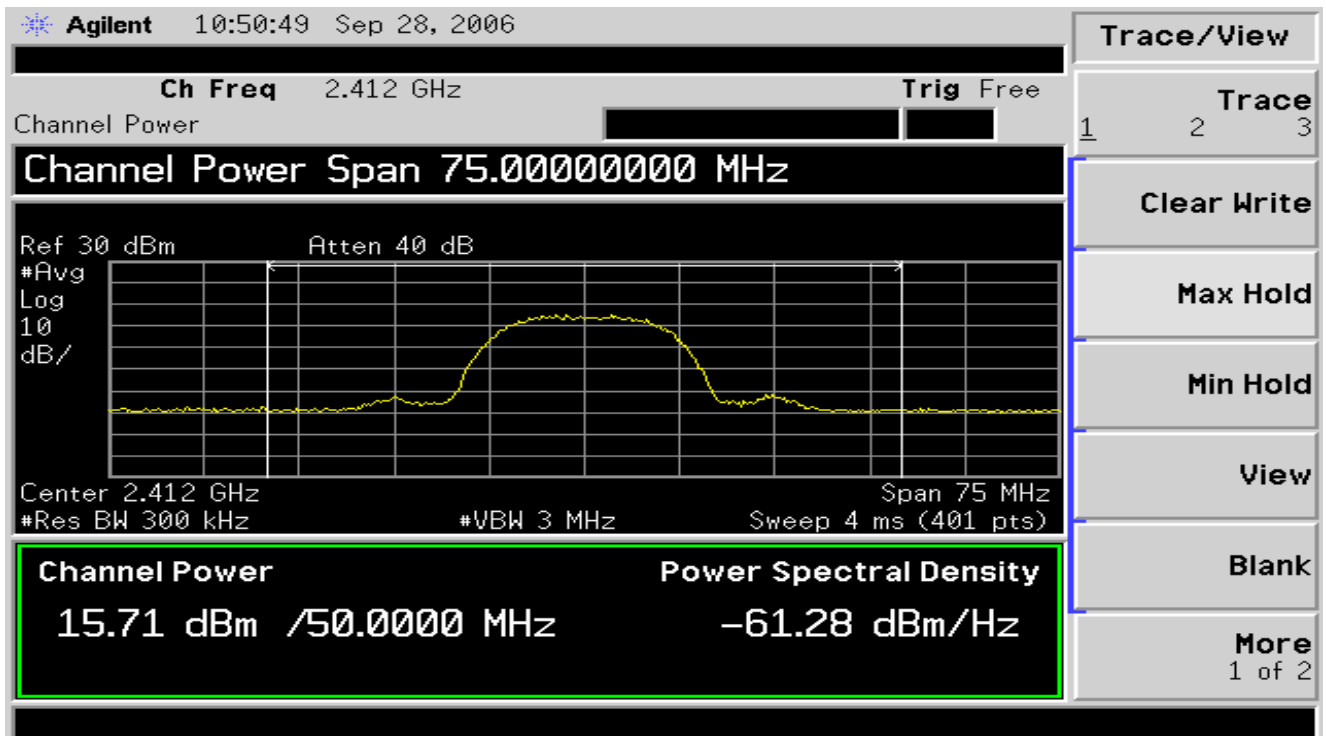 Agilent 10:50:49 Sep 28, 2006
Trace/View
Ch Freq 2.412 GHz Trig Free
Channel Power
Channel Power Span 75.00000000 MHz
Ref 30 dBm Atten 40 dB
#Avg
Log
10
dB/
Center 2.412 GHz Span 75 MHz
#Res BW 300 kHz #VBW 3 MHz Sweep 4 ms (401 pts)
Channel Power Power Spectral Density
15.71 dBm /50.0000 MHz -61.28 dBm/Hz
Trace
1 2 3
Clear Write
Max Hold
Min Hold
View
Blank
More
1 of 2